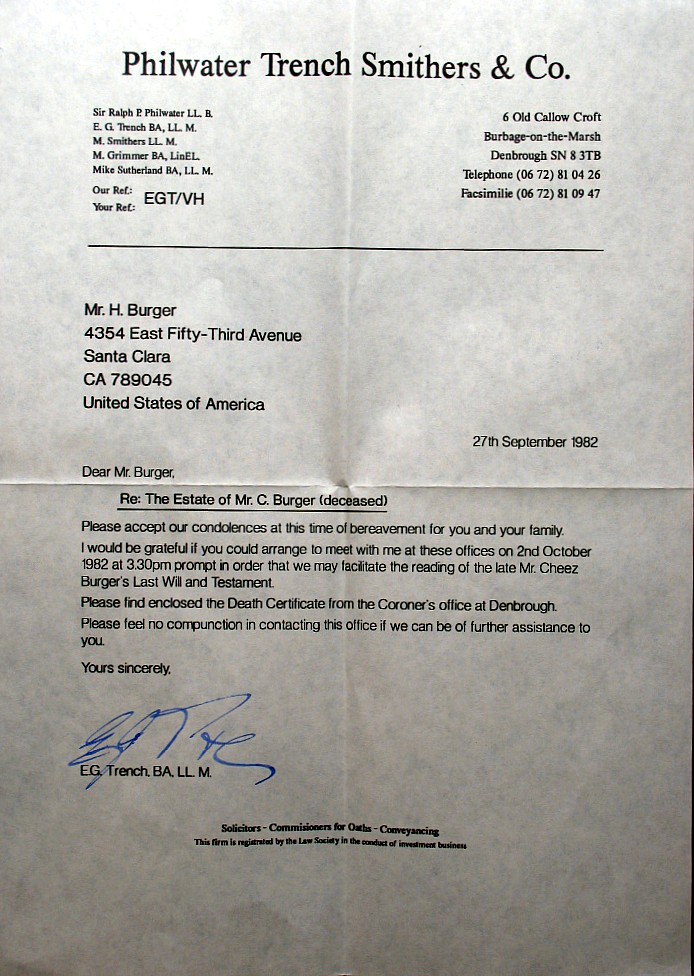 Philwater Trench Smithers & Co.
Sir Ralph P. Philwater LL. B.
E. G. Trench BA, LL. M.
M. Smithers LL. M.
M. Grimmer BA, LinEL.
Mike Sutherland BA, LL. M.
Our Ref.: EGT/VH
Your Ref.:
6 Old Callow Croft
Burbage-on-the-Marsh
Denbrough SN 8 3TB
Telephone (06 72) 81 04 26
Facsimilie (06 72) 81 09 47
Mr. H. Burger
4354 East Fifty-Third Avenue
Santa Clara
CA 789045
United States of America
27th September 1982
Dear Mr. Burger,
Re: The Estate of Mr. C. Burger (deceased)
Please accept our condolences at this time of bereavement for you and your family.
I would be grateful if you could arrange to meet with me at these offices on 2nd October
1982 at 3.30pm prompt in order that we may facilitate the reading of the late Mr. Cheez
Burger's Last Will and Testament.
Please find enclosed the Death Certificate from the Coroner's office at Denbrough.
Please feel no compunction in contacting this office if we can be of further assistance to
you.
Yours sincerely,
E.G. Trench. BA, LL. M.
Solicitors - Commisioners for Oaths - Conveyancing
This firm is registrated by the Law Society in the conduct of investment business